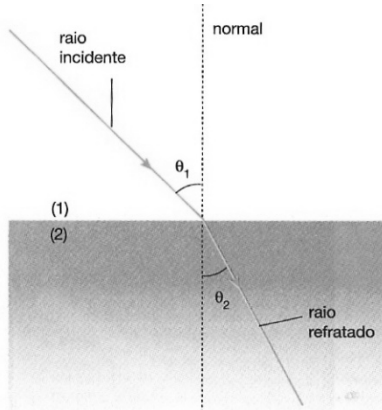 raio
incidente
normal
θ₁
(1)
(2)
θ₂
raio
refratado